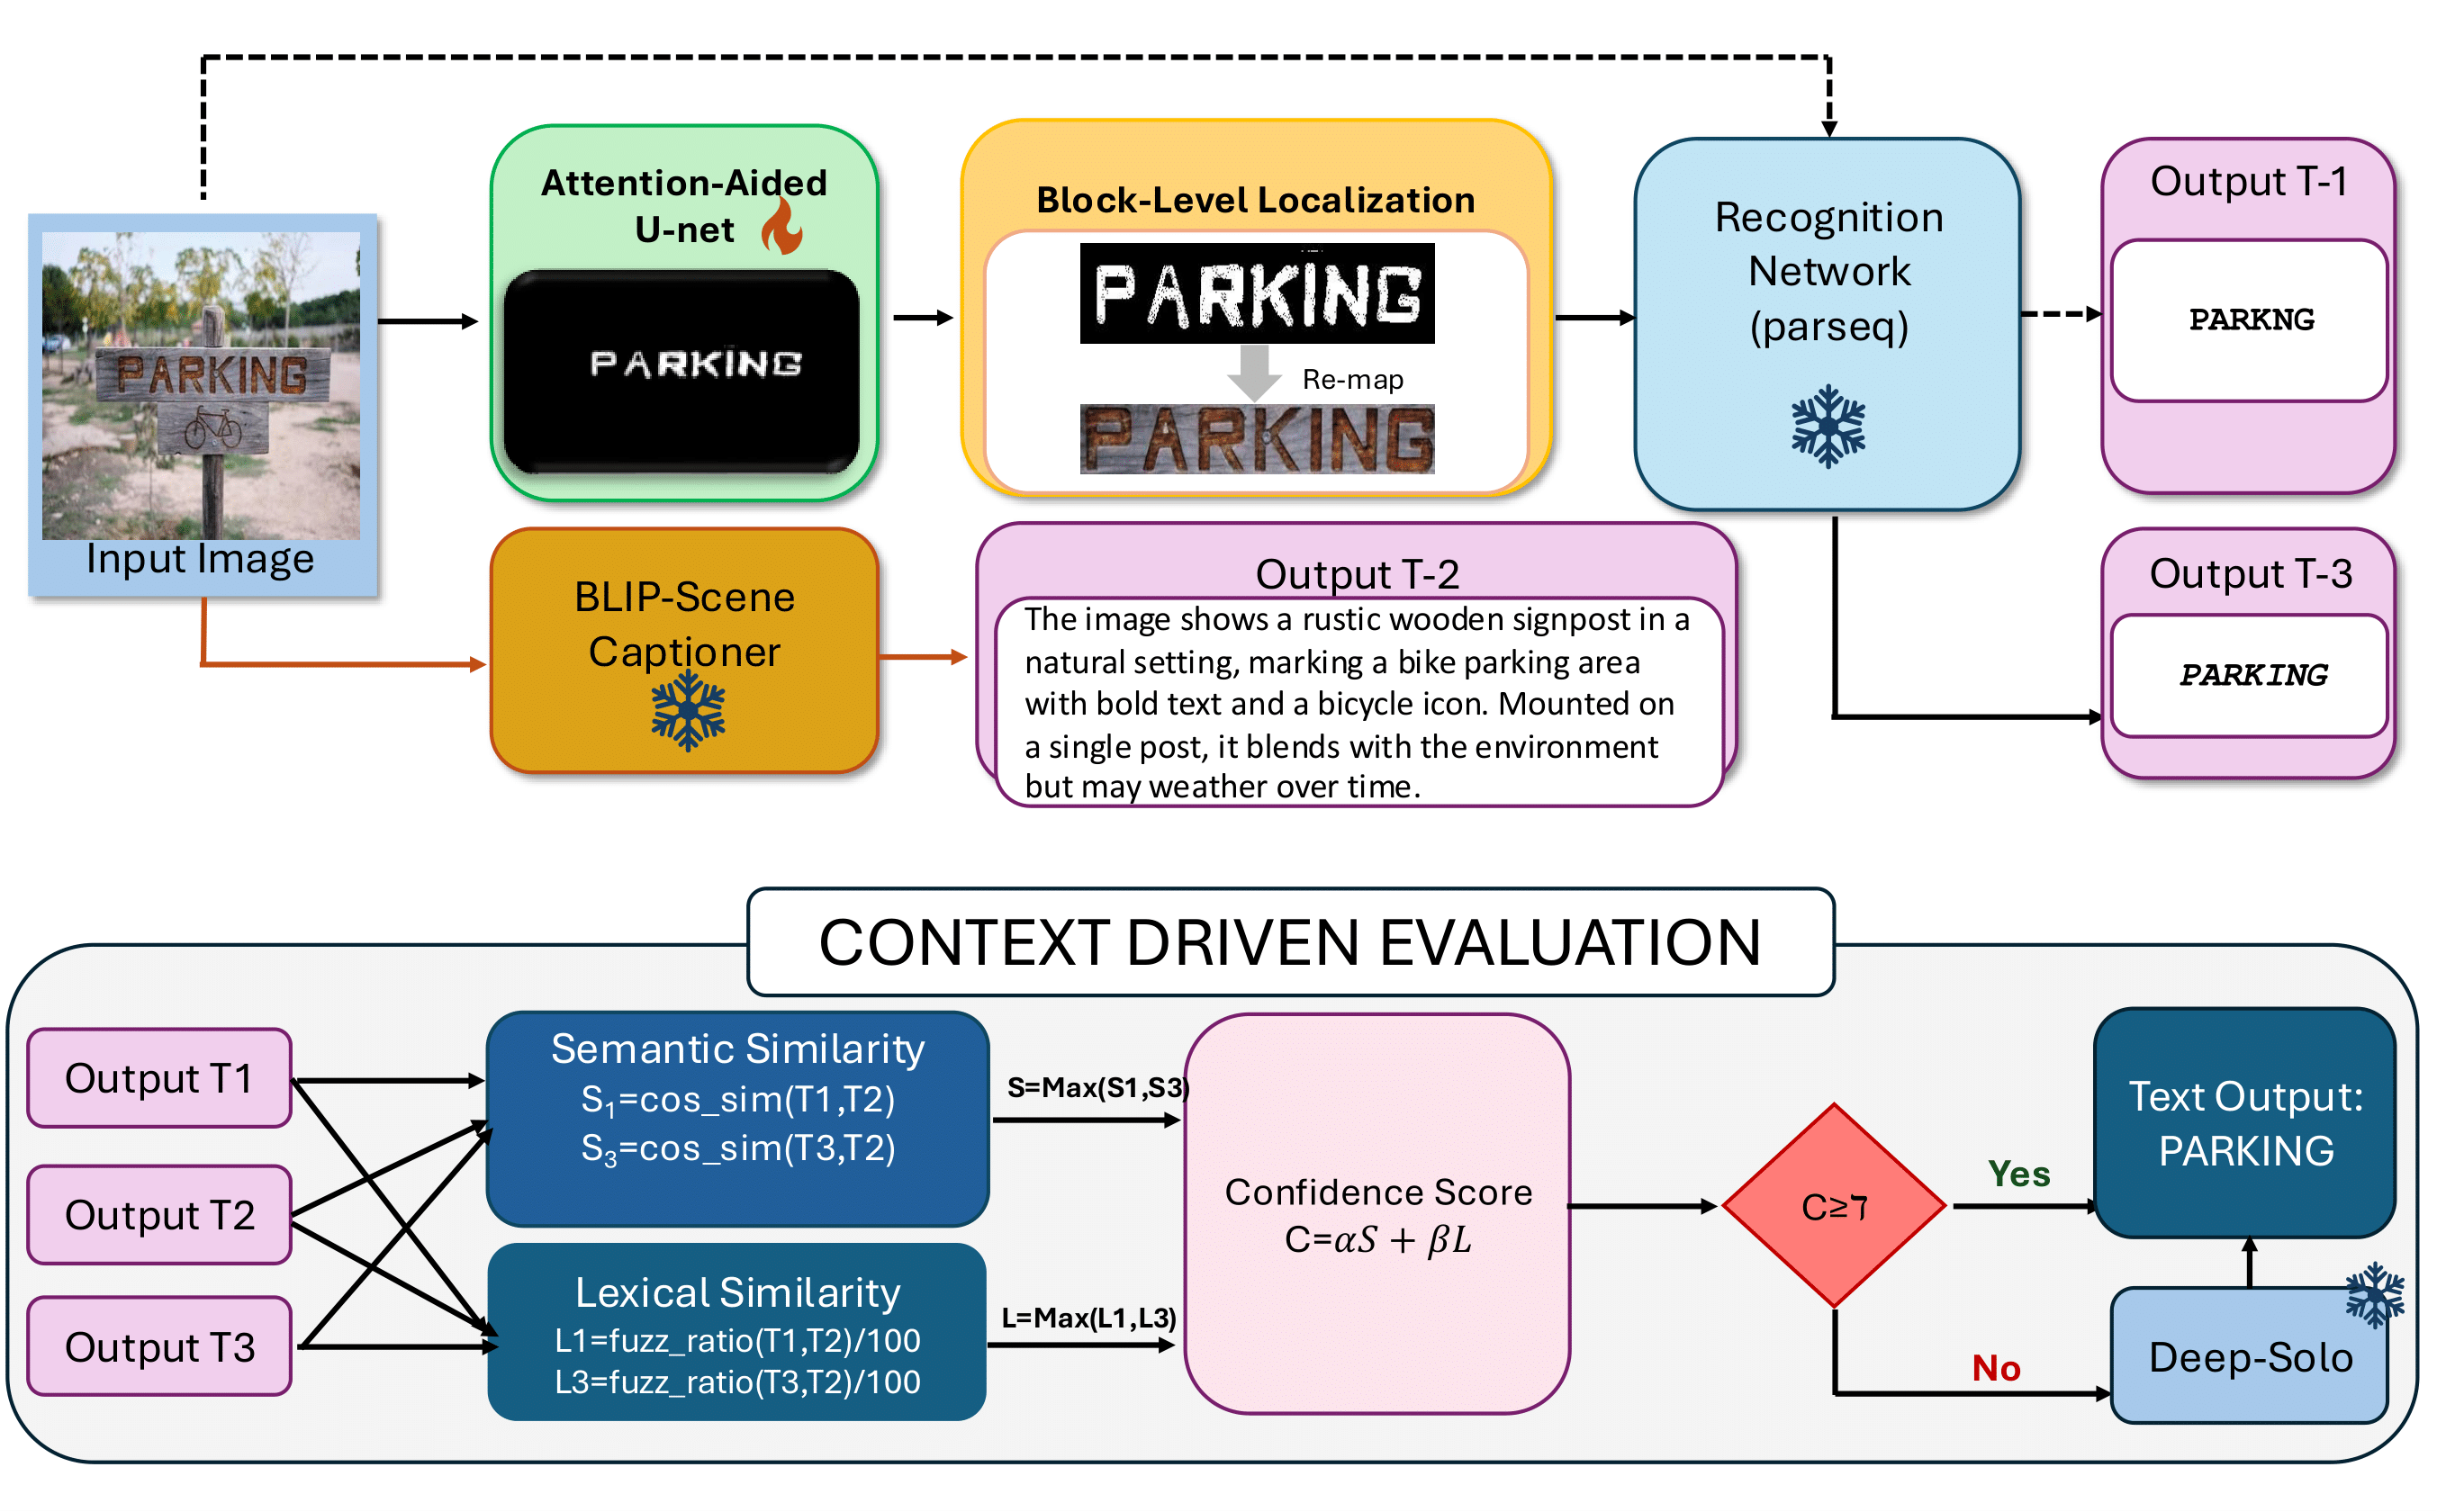 Attention-Aided
U-net
PARKING
Block-Level Localization
PARKING
Re-map
PARKING
Recognition
Network
(parseq)
Output T-1
PARKNG
PARKING
Input Image
BLIP-Scene
Captioner
Output T-2
The image shows a rustic wooden signpost in a
natural setting, marking a bike parking area
with bold text and a bicycle icon. Mounted on
a single post, it blends with the environment
but may weather over time.
Output T-3
PARKING
CONTEXT DRIVEN EVALUATION
Output T1
Output T2
Output T3
Semantic Similarity
S₁=cos_sim(T1,T2)
S₃=cos_sim(T3,T2)
Lexical Similarity
L1=fuzz_ratio(T1,T2)/100
L3=fuzz_ratio(T3,T2)/100
S=Max(S1,S3)
L=Max(L1,L3)
Confidence Score
C=αS + βL
C≥ℸ
Yes
No
Text Output:
PARKING
Deep-Solo